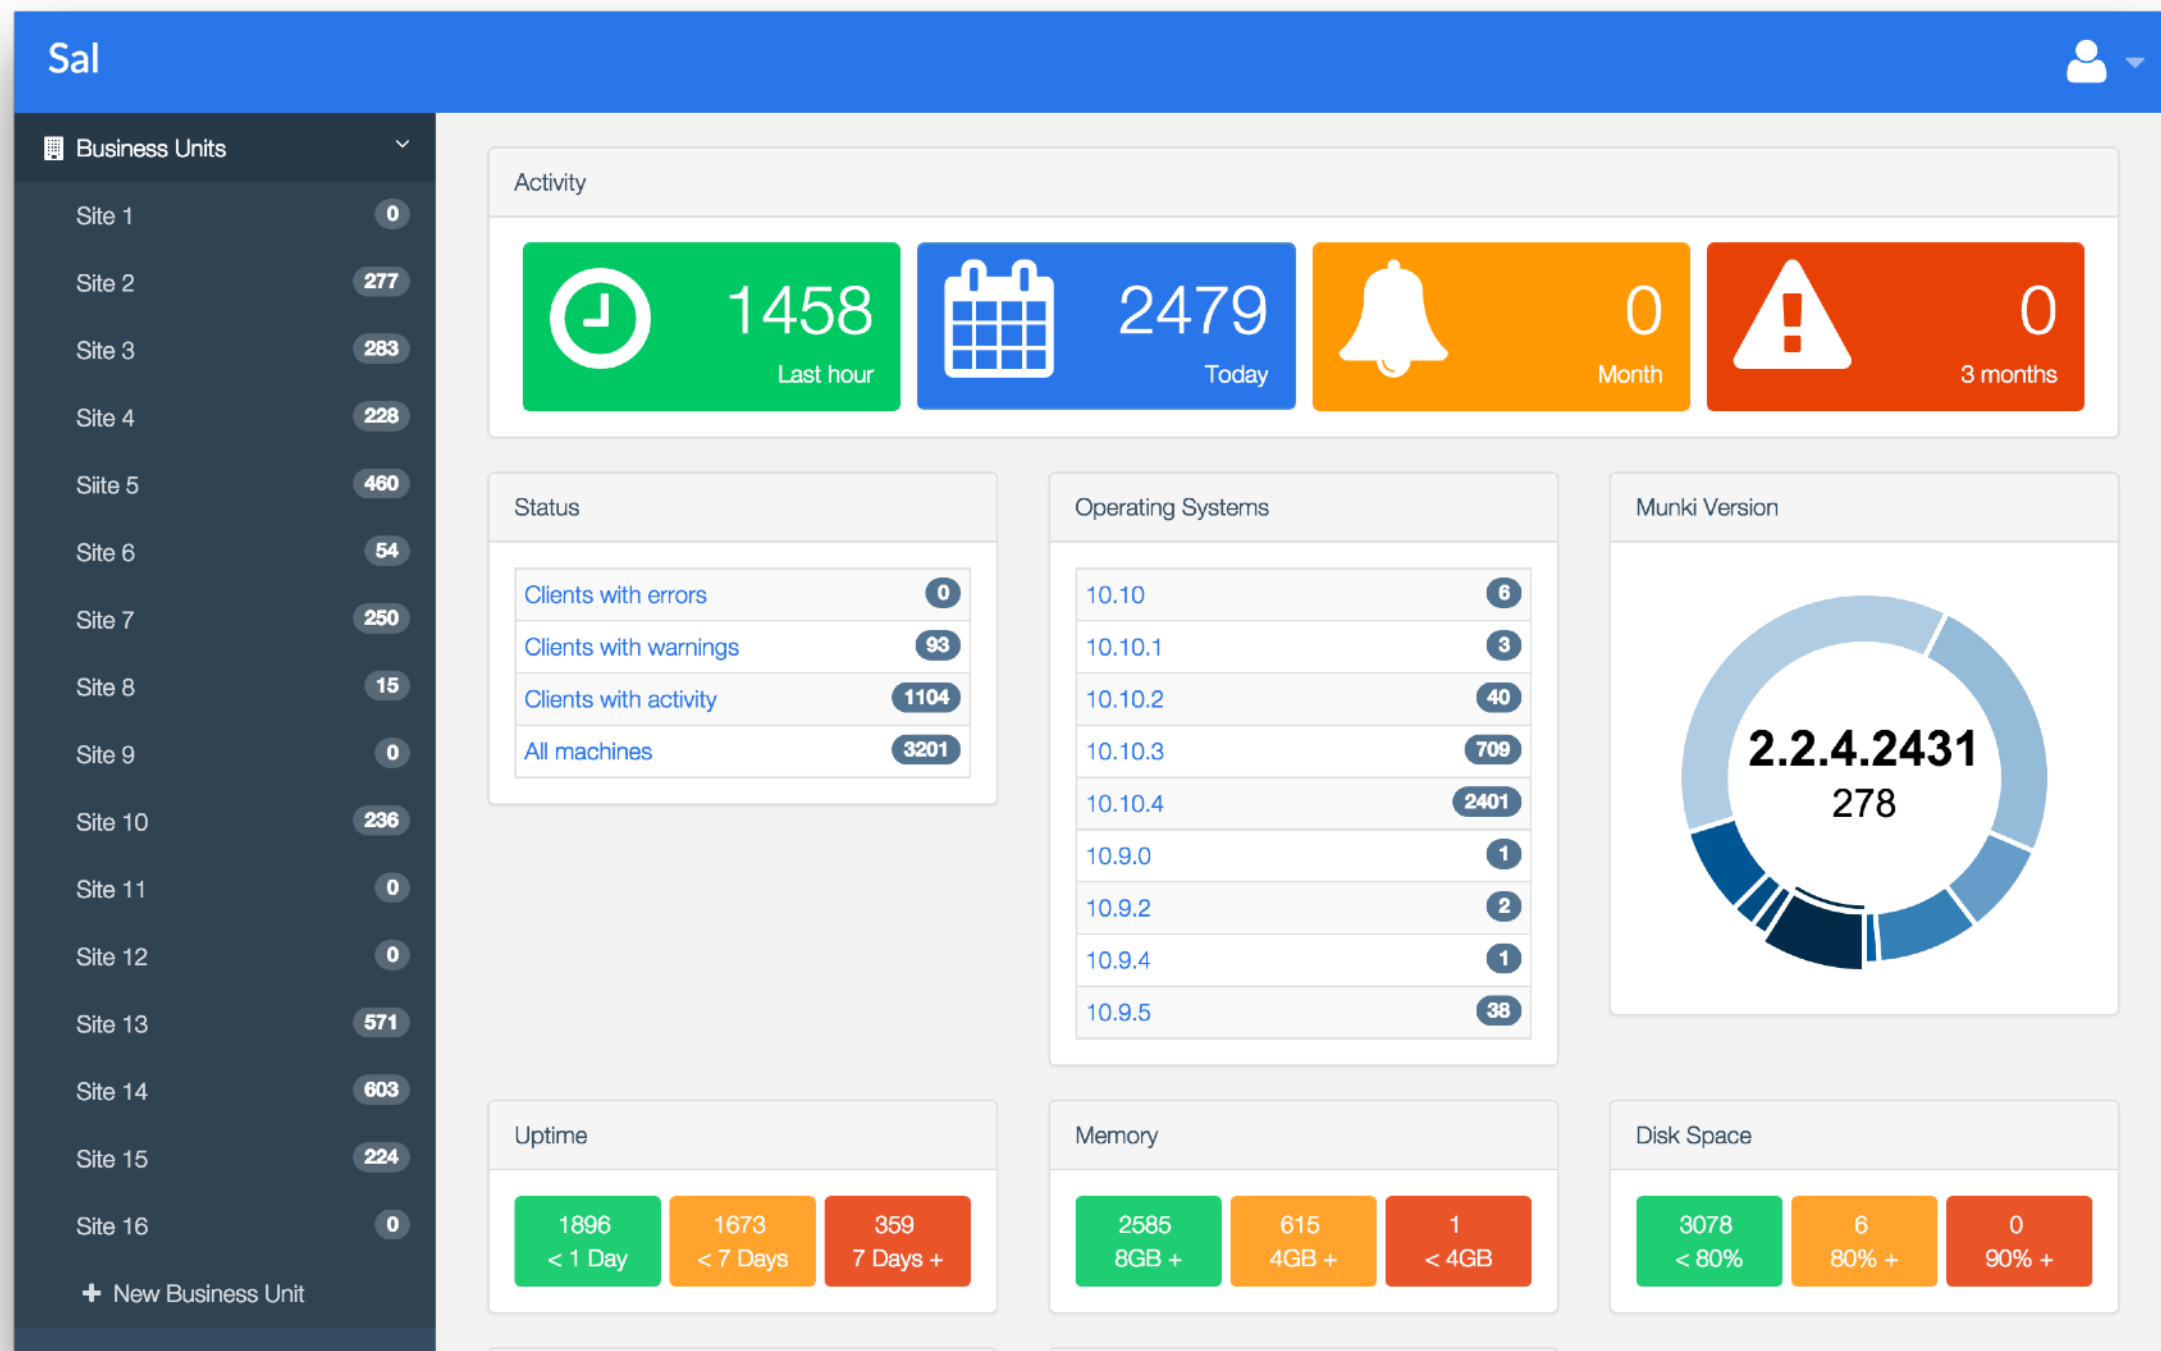 Sal
Business Units
Site 1 0
Site 2 277
Site 3 283
Site 4 228
Siite 5 460
Site 6 54
Site 7 250
Site 8 15
Site 9 0
Site 10 236
Site 11 0
Site 12 0
Site 13 571
Site 14 603
Site 15 224
Site 16 0
New Business Unit
Activity
1458
Last hour
2479
Today
0
Month
0
3 months
Status
Clients with errors 0
Clients with warnings 93
Clients with activity 1104
All machines 3201
Operating Systems
10.10 6
10.10.1 3
10.10.2 40
10.10.3 709
10.10.4 2401
10.9.0 1
10.9.2 2
10.9.4 1
10.9.5 38
Munki Version
2.2.4.2431
278
Uptime
1896
< 1 Day
1673
< 7 Days
359
7 Days +
Memory
2585
8GB +
615
4GB +
1
< 4GB
Disk Space
3078
< 80%
6
80% +
0
90% +